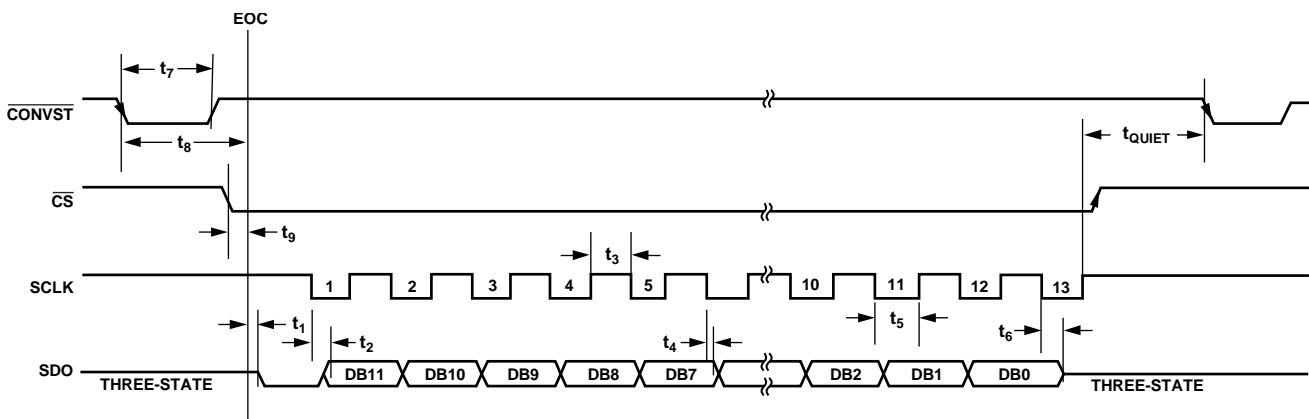 EOC
t7
CONVST
t8
tQUIET
CS
t9
t3
SCLK
1 2 3 4 5 10 11 12 13
t1
t2
t4
t5
t6
SDO
THREE-STATE
DB11 DB10 DB9 DB8 DB7 DB2 DB1 DB0
THREE-STATE